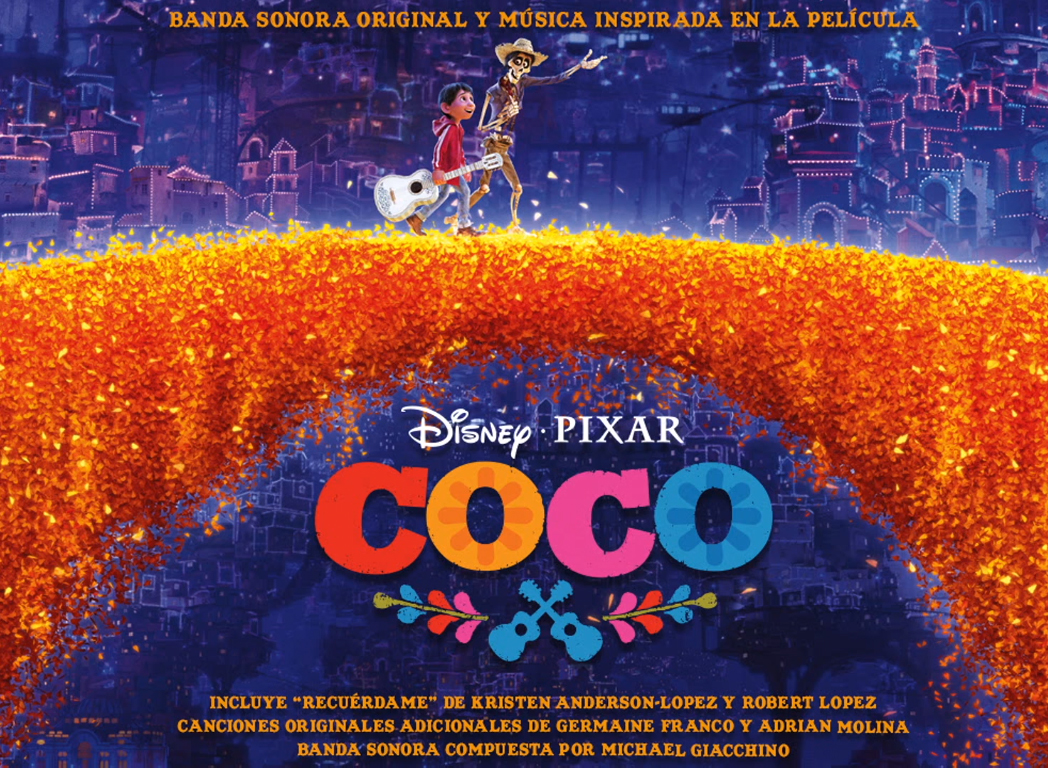 BANDA SONORA ORIGINAL Y MÚSICA INSPIRADA EN LA PELÍCULA
DISNEY · PIXAR
COCO
INCLUYE “RECUÉRDAME” DE KRISTEN ANDERSON-LOPEZ Y ROBERT LOPEZ
CANCIONES ORIGINALES ADICIONALES DE GERMAINE FRANCO Y ADRIAN MOLINA
BANDA SONORA COMPUESTA POR MICHAEL GIACCHINO